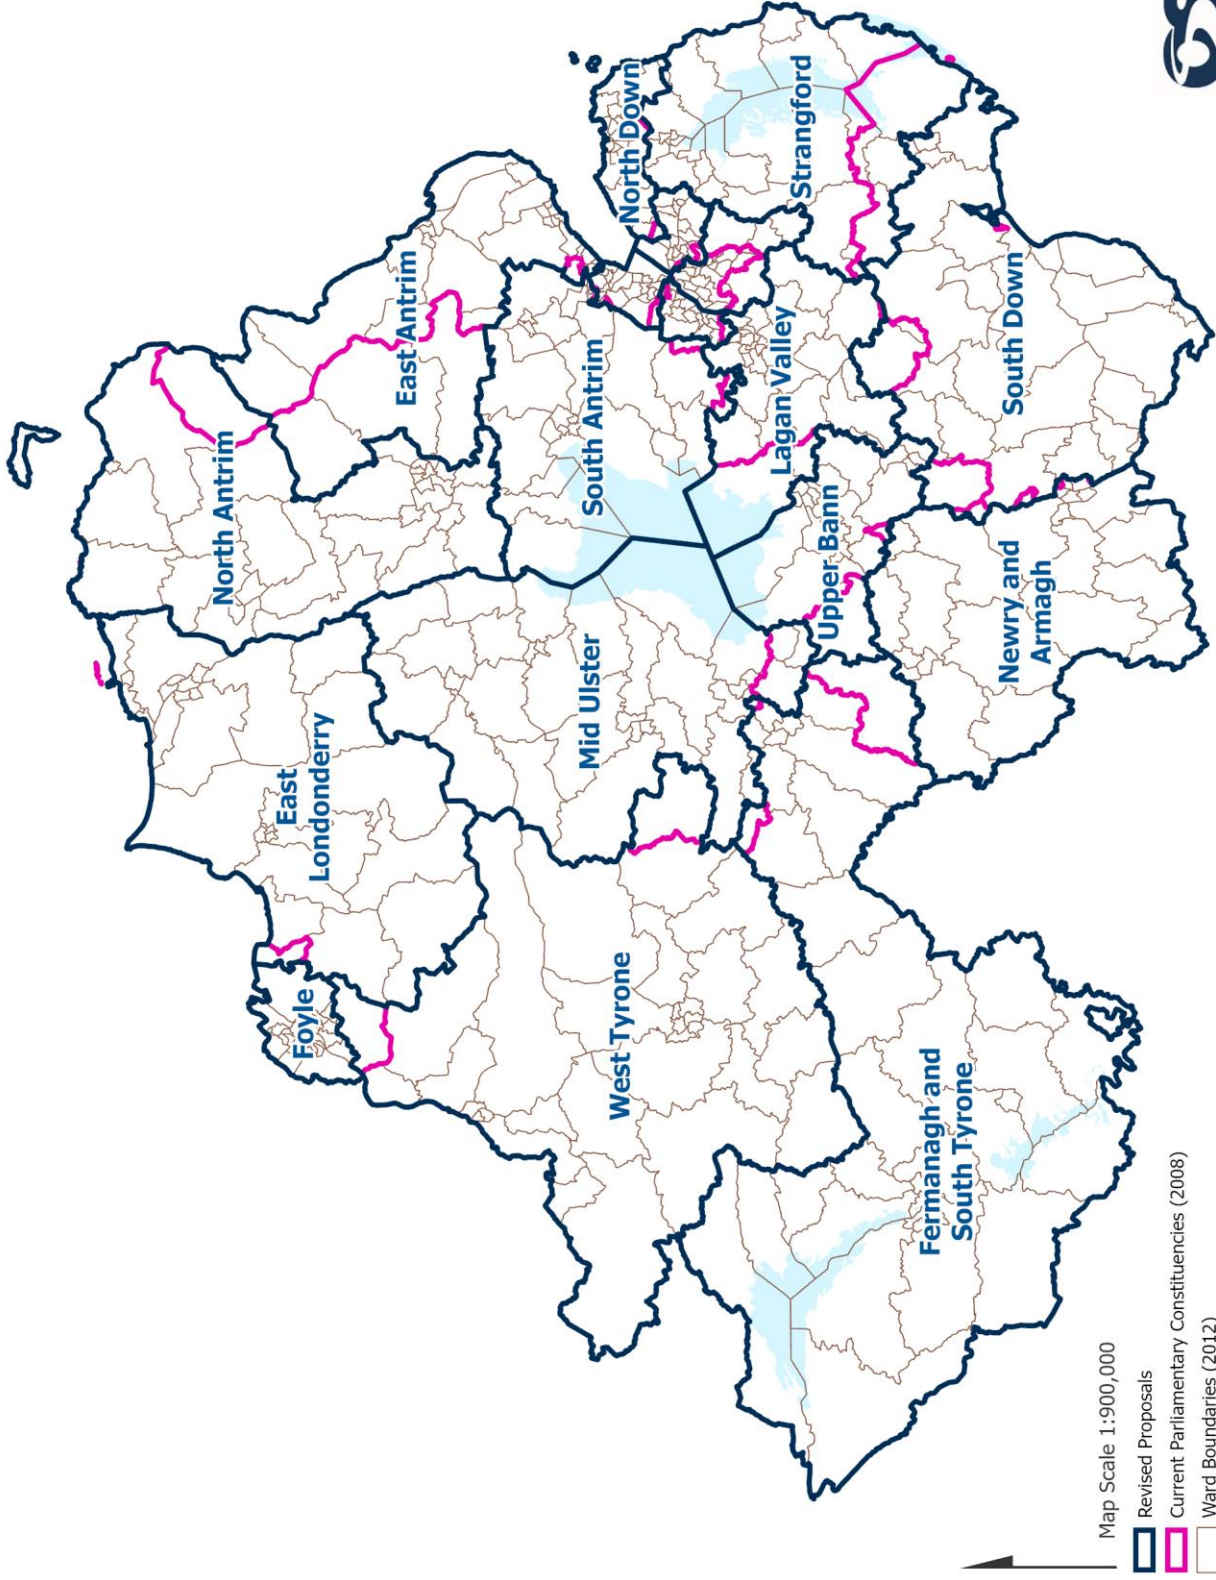 North Antrim
East
Londonderry
Foyle
East Antrim
Mid Ulster
South Antrim
West Tyrone
North Down
Lagan Valley
Strangford
Upper Bann
Fermanagh and
South Tyrone
Newry and
Armagh
South Down
Map Scale 1:900,000
Revised Proposals
Current Parliamentary Constituencies (2008)
Ward Boundaries (2012)